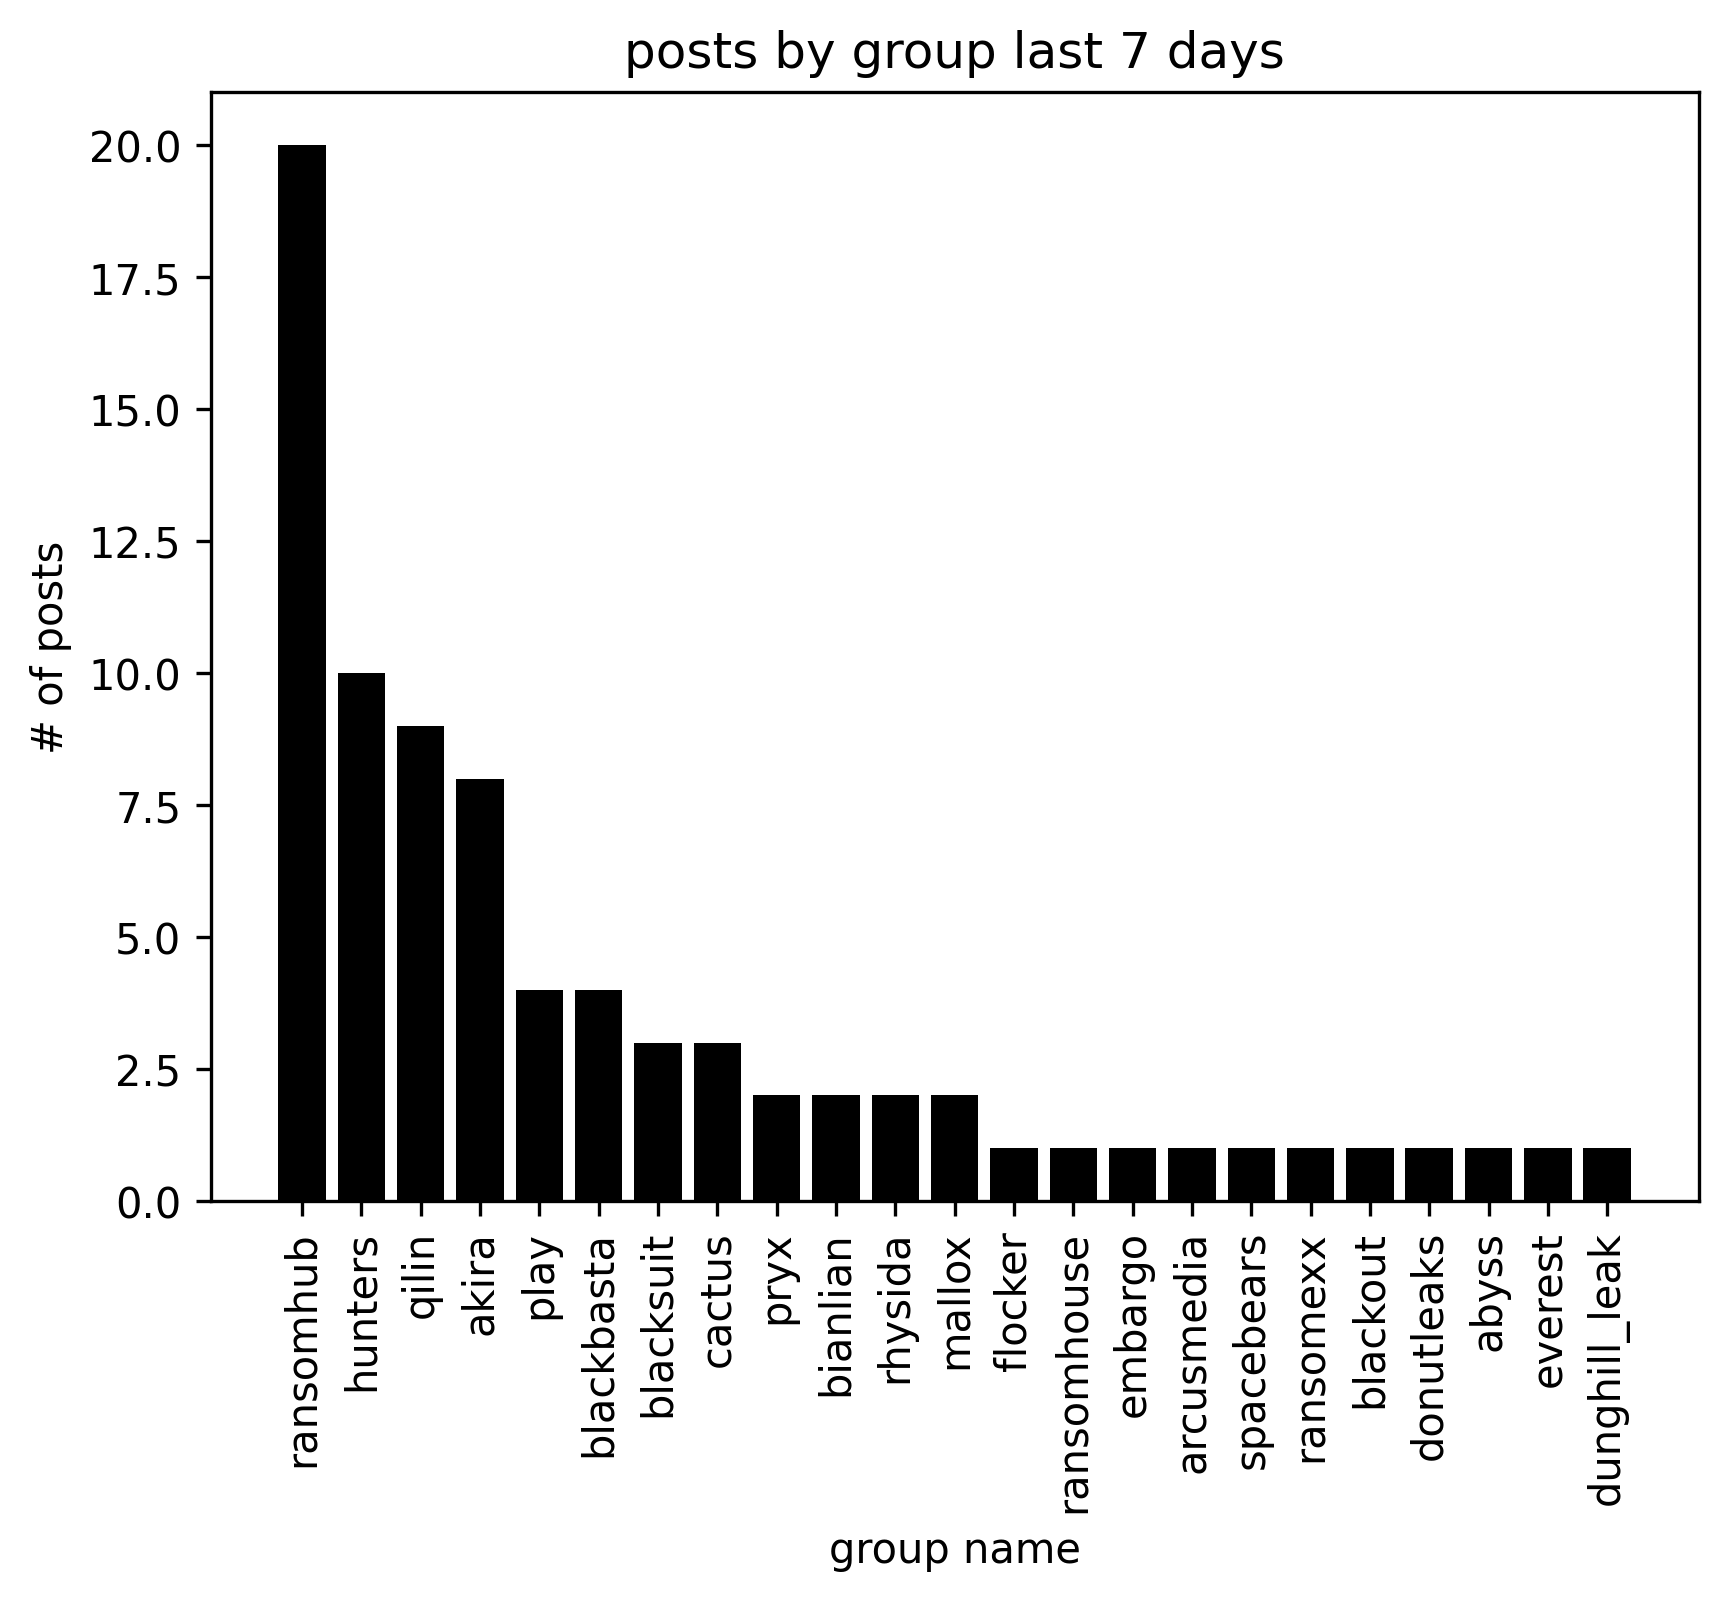 posts by group last 7 days
20.0
17.5
15.0
12.5
10.0
7.5
5.0
2.5
0.0
# of posts
ransomhub
hunters
qilin
akira
play
blackbasta
blacksuit
cactus
pryx
bianlian
rhysida
mallox
flocker
ransomhouse
embargo
arcusmedia
spacebears
ransomexx
blackout
donutleaks
abyss
everest
dunghill_leak
group name